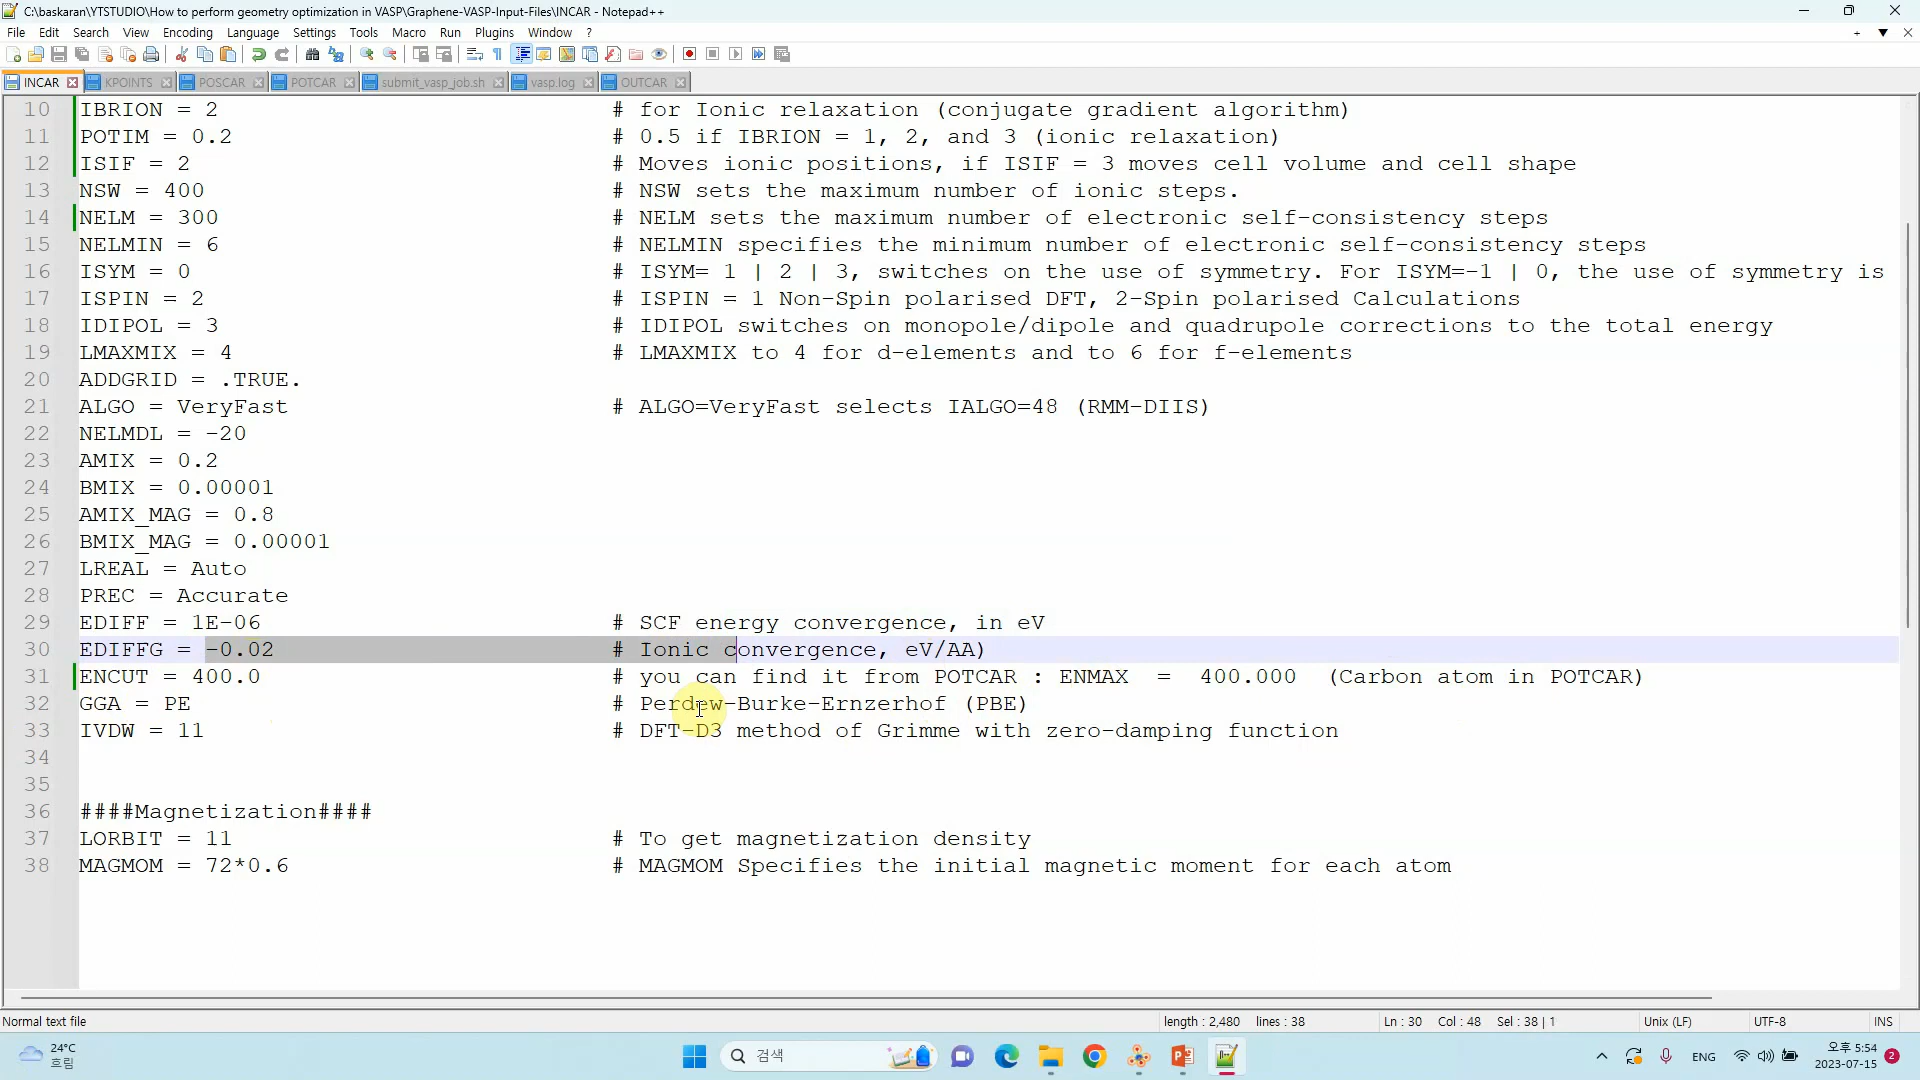 C:\baskaran\YTSTUDIO\How to perform geometry optimization in VASP\Graphene-VASP-Input-Files\INCAR - Notepad++
File Edit Search View Encoding Language Settings Tools Macro Run Plugins Window ?
INCAR KPOINTS POSCAR POTCAR submit_vasp_job.sh vasp.log OUTCAR
10 IBRION = 2 # for Ionic relaxation (conjugate gradient algorithm)
11 POTIM = 0.2 # 0.5 if IBRION = 1, 2, and 3 (ionic relaxation)
12 ISIF = 2 # Moves ionic positions, if ISIF = 3 moves cell volume and cell shape
13 NSW = 400 # NSW sets the maximum number of ionic steps.
14 NELM = 300 # NELM sets the maximum number of electronic self-consistency steps
15 NELMIN = 6 # NELMIN specifies the minimum number of electronic self-consistency steps
16 ISYM = 0 # ISYM= 1 | 2 | 3, switches on the use of symmetry. For ISYM=-1 | 0, the use of symmetry is
17 ISPIN = 2 # ISPIN = 1 Non-Spin polarised DFT, 2-Spin polarised Calculations
18 IDIPOL = 3 # IDIPOL switches on monopole/dipole and quadrupole corrections to the total energy
19 LMAXMIX = 4 # LMAXMIX to 4 for d-elements and to 6 for f-elements
20 ADDGRID = .TRUE.
21 ALGO = VeryFast # ALGO=VeryFast selects IALGO=48 (RMM-DIIS)
22 NELMDL = -20
23 AMIX = 0.2
24 BMIX = 0.00001
25 AMIX_MAG = 0.8
26 BMIX_MAG = 0.00001
27 LREAL = Auto
28 PREC = Accurate
29 EDIFF = 1E-06 # SCF energy convergence, in eV
30 EDIFFG = -0.02 # Ionic convergence, eV/AA)
31 ENCUT = 400.0 # you can find it from POTCAR : ENMAX = 400.000 (Carbon atom in POTCAR)
32 GGA = PE # Perdew-Burke-Ernzerhof (PBE)
33 IVDW = 11 # DFT-D3 method of Grimme with zero-damping function
34
35
36 ####Magnetization####
37 LORBIT = 11 # To get magnetization density
38 MAGMOM = 72*0.6 # MAGMOM Specifies the initial magnetic moment for each atom
Normal text file length : 2,480 lines : 38 Ln : 30 Col : 48 Sel : 38 | 1 Unix (LF) UTF-8 INS
24°C
흐림
검색
ENG
오후 5:54
2023-07-15
2